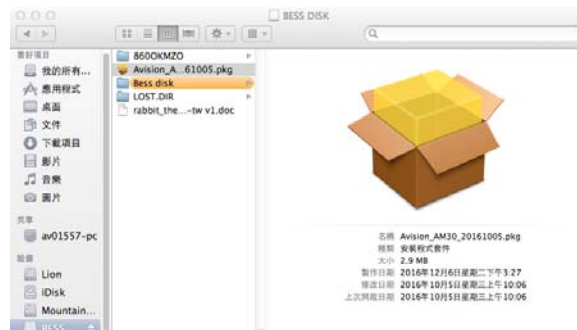 BESS DISK
喜好項目
我的所有...
應用程式
桌面
文件
下載項目
影片
音樂
圖片
共享
av01557-pc
裝置
Lion
iDisk
Mountain...
BESS
860OKMZO
Avision_A...61005.pkg
Bess disk
LOST.DIR
rabbit_the...-tw v1.doc
名稱 Avision_AM30_20161005.pkg
種類 安裝程式套件
大小 2.9 MB
製作日期 2016年12月6日星期二下午3:27
修改日期 2016年10月5日星期三上午10:06
上次開啟日期 2016年10月5日星期三上午10:06